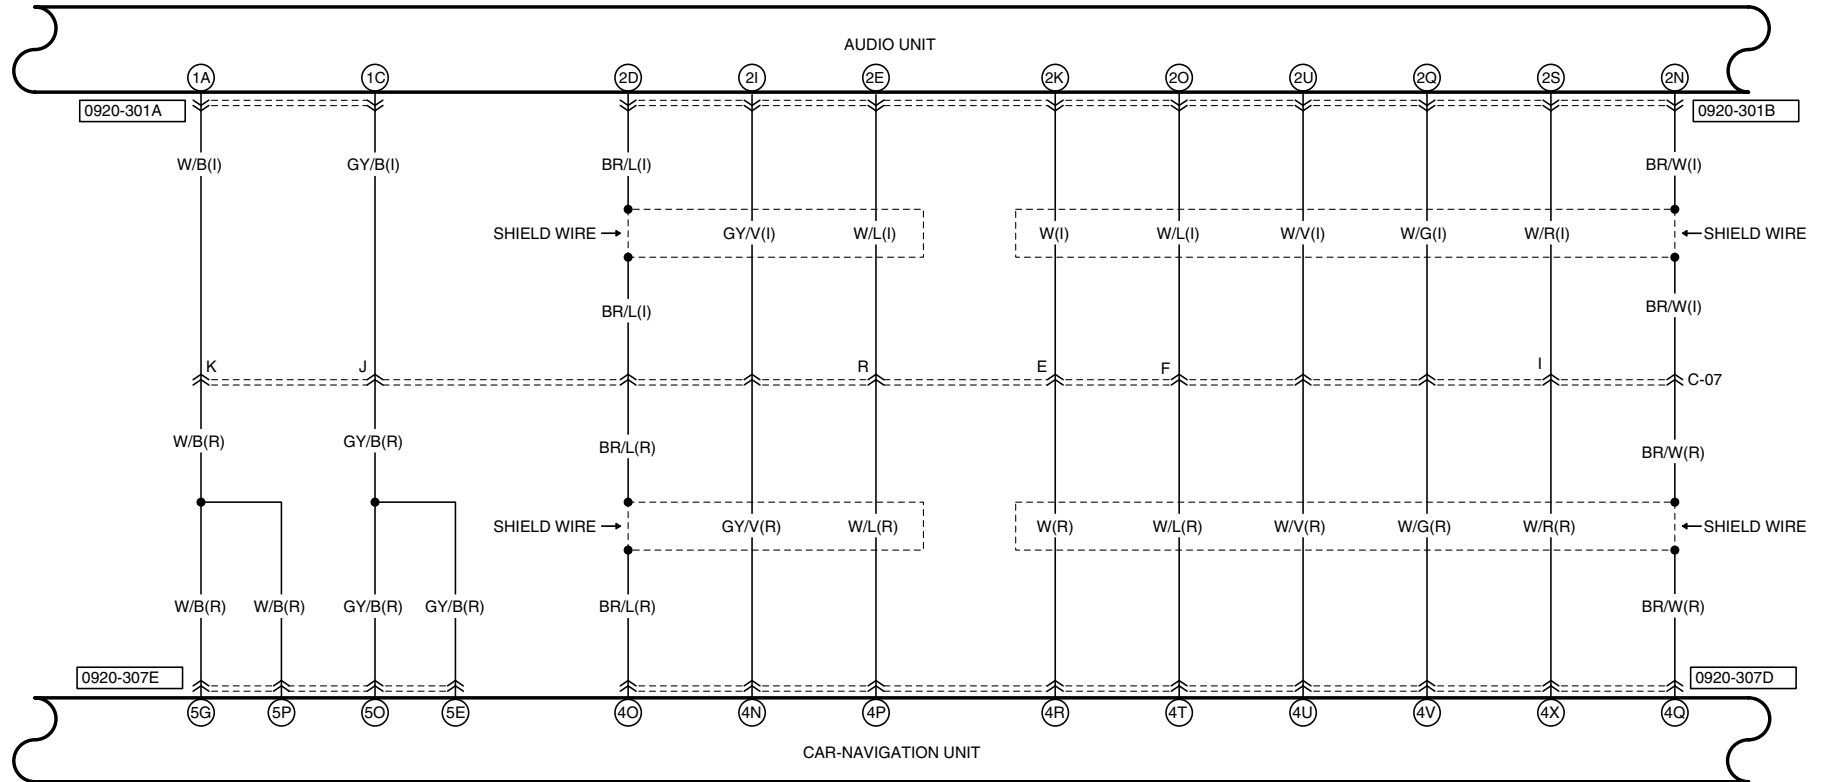 AUDIO UNIT
1A 1C 2D 2I 2E 2K 2O 2U 2Q 2S 2N
0920-301A 0920-301B
W/B(I) GY/B(I) BR/L(I) BR/W(I)
SHIELD WIRE GY/V(I) W/L(I) W(I) W/L(I) W/V(I) W/G(I) W/R(I) SHIELD WIRE
BR/L(I) BR/W(I)
K J R E F I
C-07
W/B(R) GY/B(R) BR/L(R) BR/W(R)
SHIELD WIRE GY/V(R) W/L(R) W(R) W/L(R) W/V(R) W/G(R) W/R(R) SHIELD WIRE
W/B(R) W/B(R) GY/B(R) GY/B(R) BR/L(R) BR/W(R)
0920-307E 0920-307D
5G 5P 5O 5E 4O 4N 4P 4R 4T 4U 4V 4X 4Q
CAR-NAVIGATION UNIT